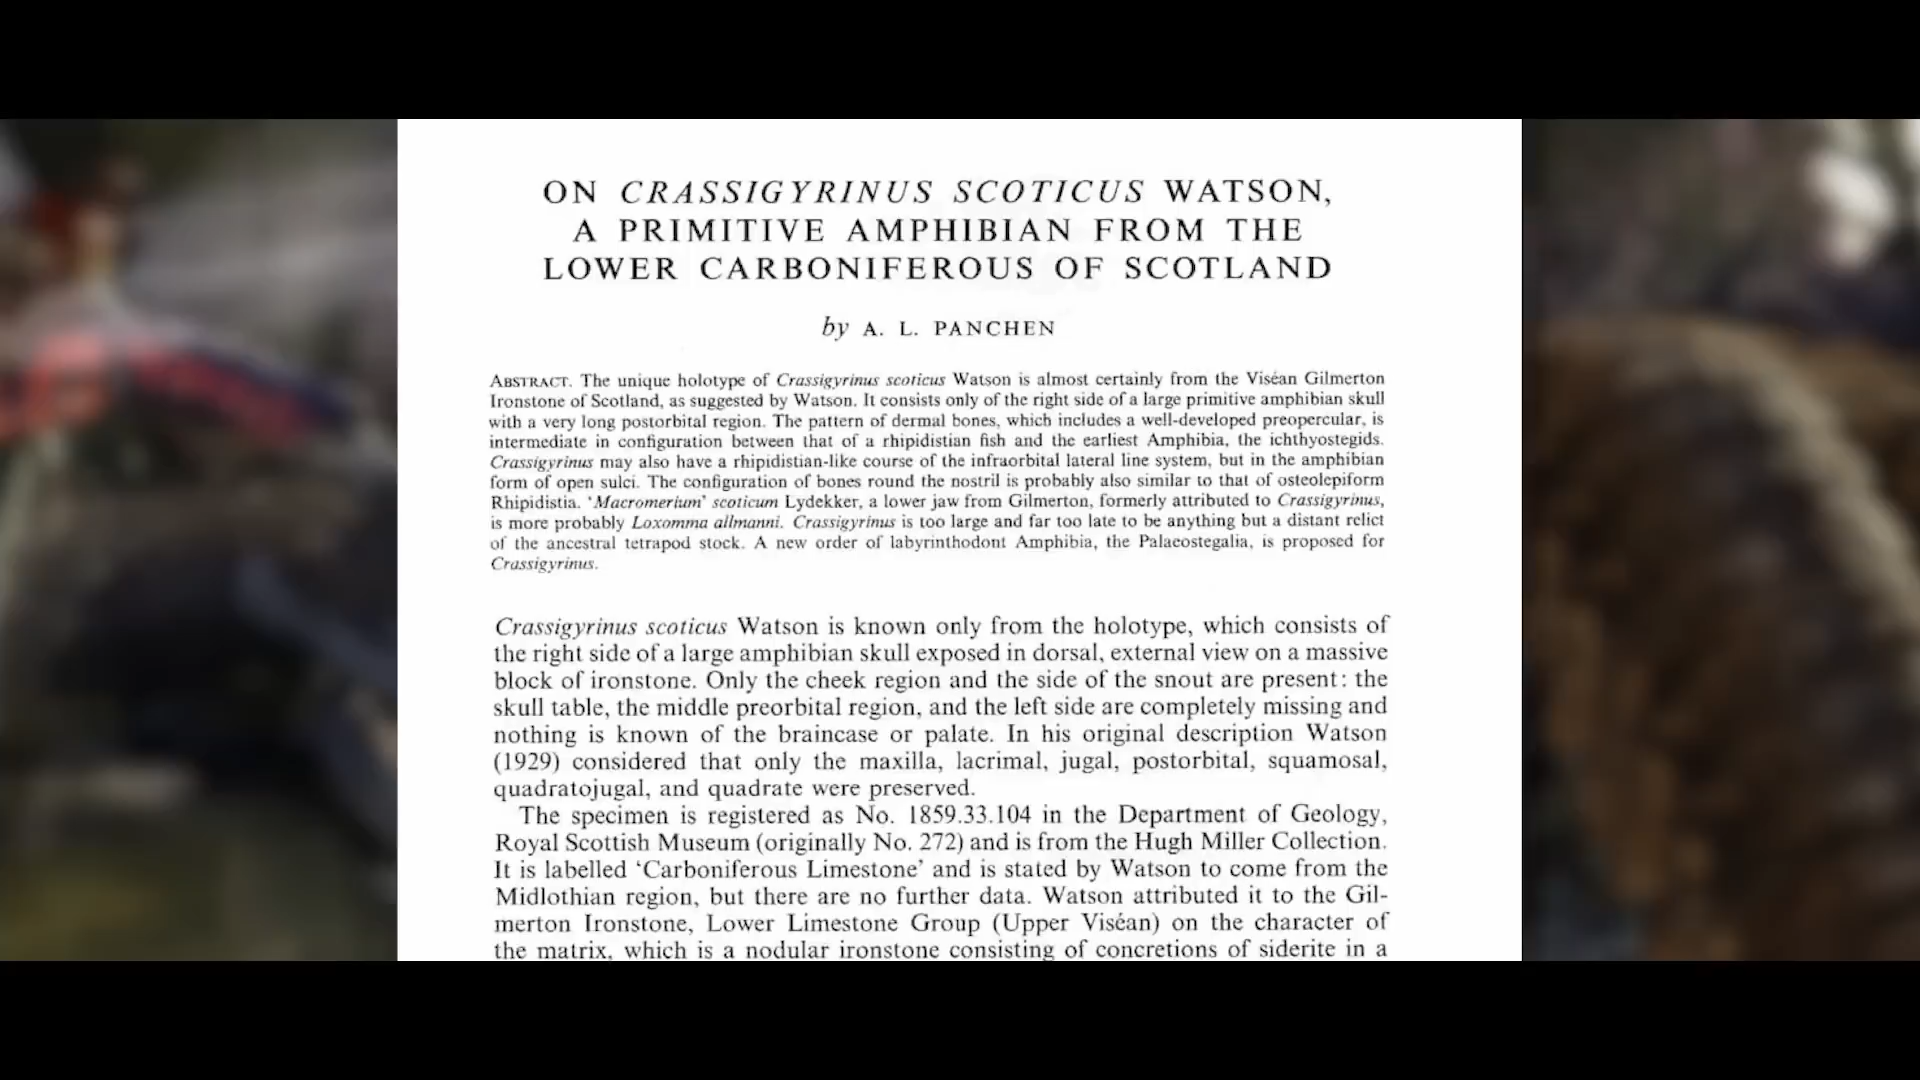 ON CRASSIGYRINUS SCOTICUS WATSON,
A PRIMITIVE AMPHIBIAN FROM THE
LOWER CARBONIFEROUS OF SCOTLAND
by A. L. PANCHEN
ABSTRACT. The unique holotype of Crassigyrinus scoticus Watson is almost certainly from the Viséan Gilmerton
Ironstone of Scotland, as suggested by Watson. It consists only of the right side of a large primitive amphibian skull
with a very long postorbital region. The pattern of dermal bones, which includes a well-developed preopercular, is
intermediate in configuration between that of a rhipidistian fish and the earliest Amphibia, the ichthyostegids.
Crassigyrinus may also have a rhipidistian-like course of the infraorbital lateral line system, but in the amphibian
form of open sulci. The configuration of bones round the nostril is probably also similar to that of osteolepiform
Rhipidistia. 'Macromerium' scoticum Lydekker, a lower jaw from Gilmerton, formerly attributed to Crassigyrinus,
is more probably Loxomma allmanni. Crassigyrinus is too large and far too late to be anything but a distant relict
of the ancestral tetrapod stock. A new order of labyrinthodont Amphibia, the Palaeostegalia, is proposed for
Crassigyrinus.
Crassigyrinus scoticus Watson is known only from the holotype, which consists of
the right side of a large amphibian skull exposed in dorsal, external view on a massive
block of ironstone. Only the cheek region and the side of the snout are present: the
skull table, the middle preorbital region, and the left side are completely missing and
nothing is known of the braincase or palate. In his original description Watson
(1929) considered that only the maxilla, lacrimal, jugal, postorbital, squamosal,
quadratojugal, and quadrate were preserved.
The specimen is registered as No. 1859.33.104 in the Department of Geology,
Royal Scottish Museum (originally No. 272) and is from the Hugh Miller Collection.
It is labelled 'Carboniferous Limestone' and is stated by Watson to come from the
Midlothian region, but there are no further data. Watson attributed it to the Gil-
merton Ironstone, Lower Limestone Group (Upper Viséan) on the character of
the matrix, which is a nodular ironstone consisting of concretions of siderite in a